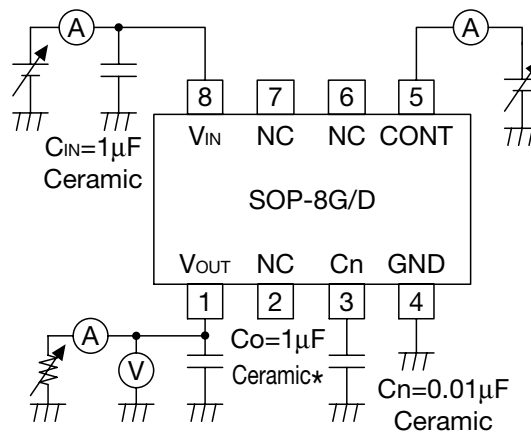 A
A
8
7
6
5
VIN
NC
NC
CONT
CIN=1μF
Ceramic
SOP-8G/D
VOUT
NC
Cn
GND
1
2
3
4
A
V
Co=1μF
Ceramic*
Cn=0.01μF
Ceramic